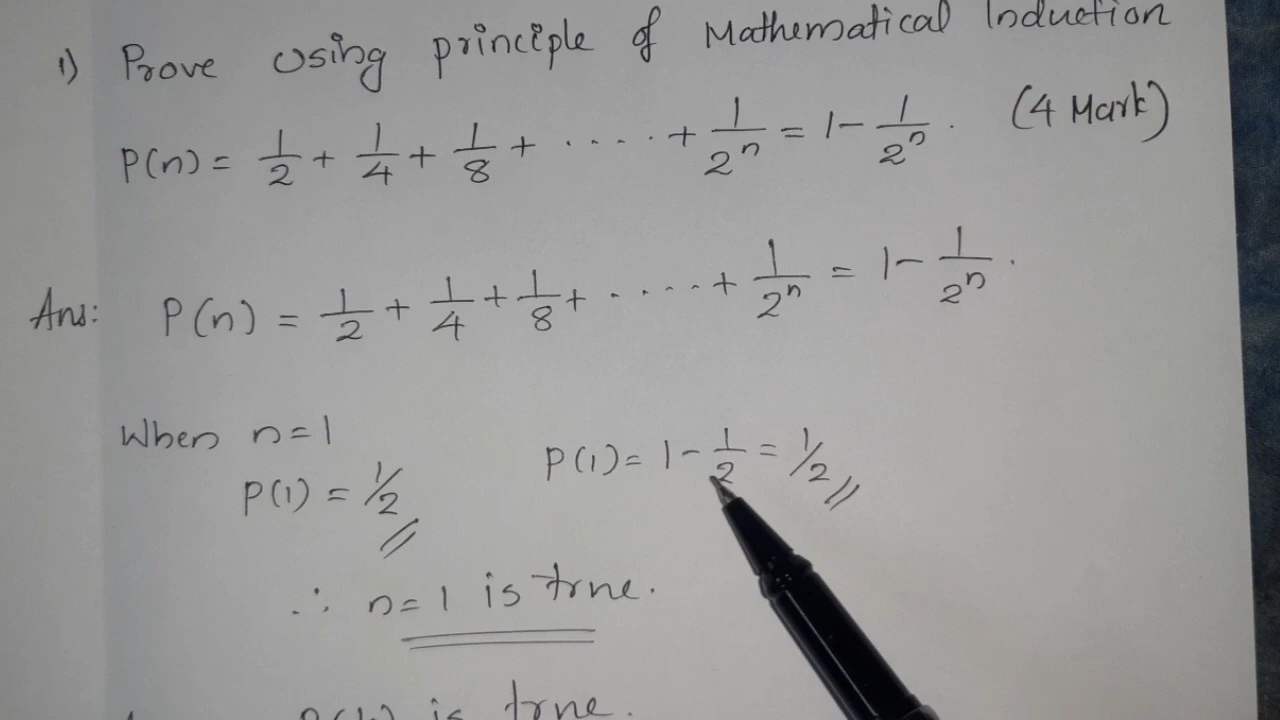 1) Prove using principle of Mathematical Induction
P(n) = 1/2 + 1/4 + 1/8 + ..... + 1/2^n = 1 - 1/2^n. (4 Mark)
Ans: P(n) = 1/2 + 1/4 + 1/8 + ..... + 1/2^n = 1 - 1/2^n.
When n=1
P(1) = 1/2 P(1) = 1 - 1/2 = 1/2
∴ n=1 is true.
is true.